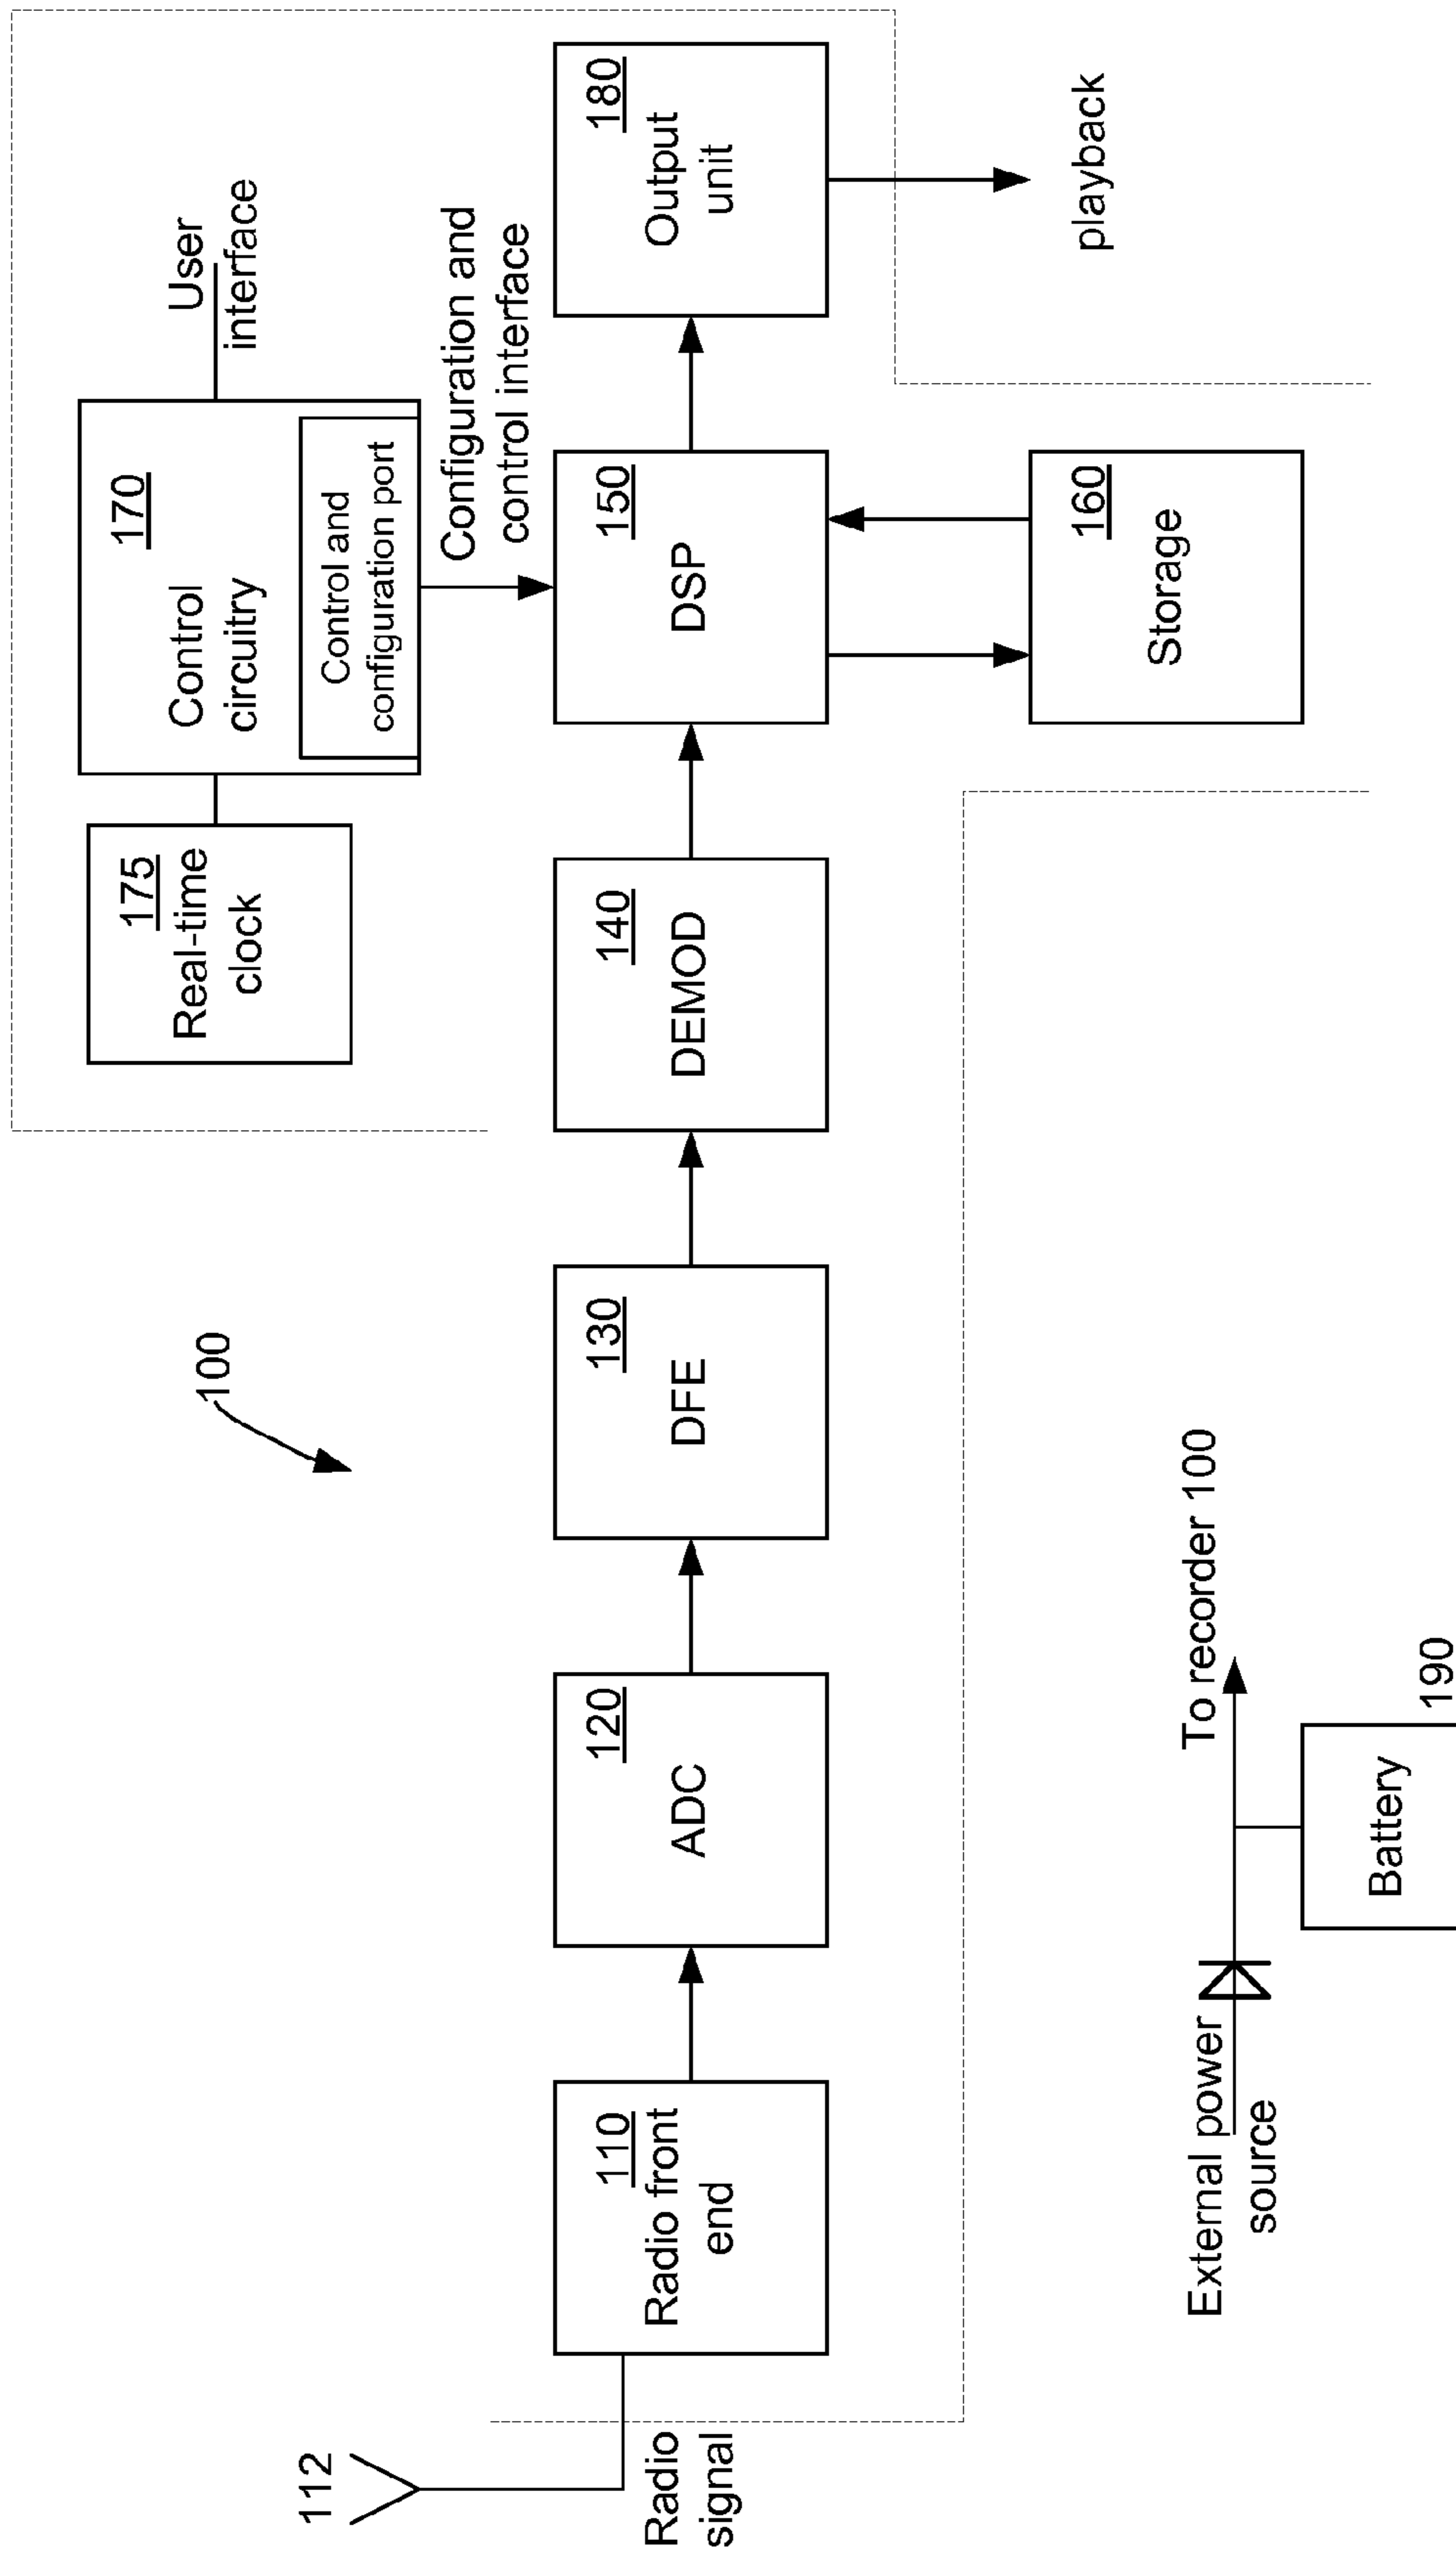 100
175
Real-time
clock
170
Control
circuitry
Control and
configuration port
User
interface
Configuration and
control interface
112
Radio
signal
110
Radio front
end
120
ADC
130
DFE
140
DEMOD
150
DSP
180
Output
unit
160
Storage
playback
External power
source
To recorder 100
Battery
190